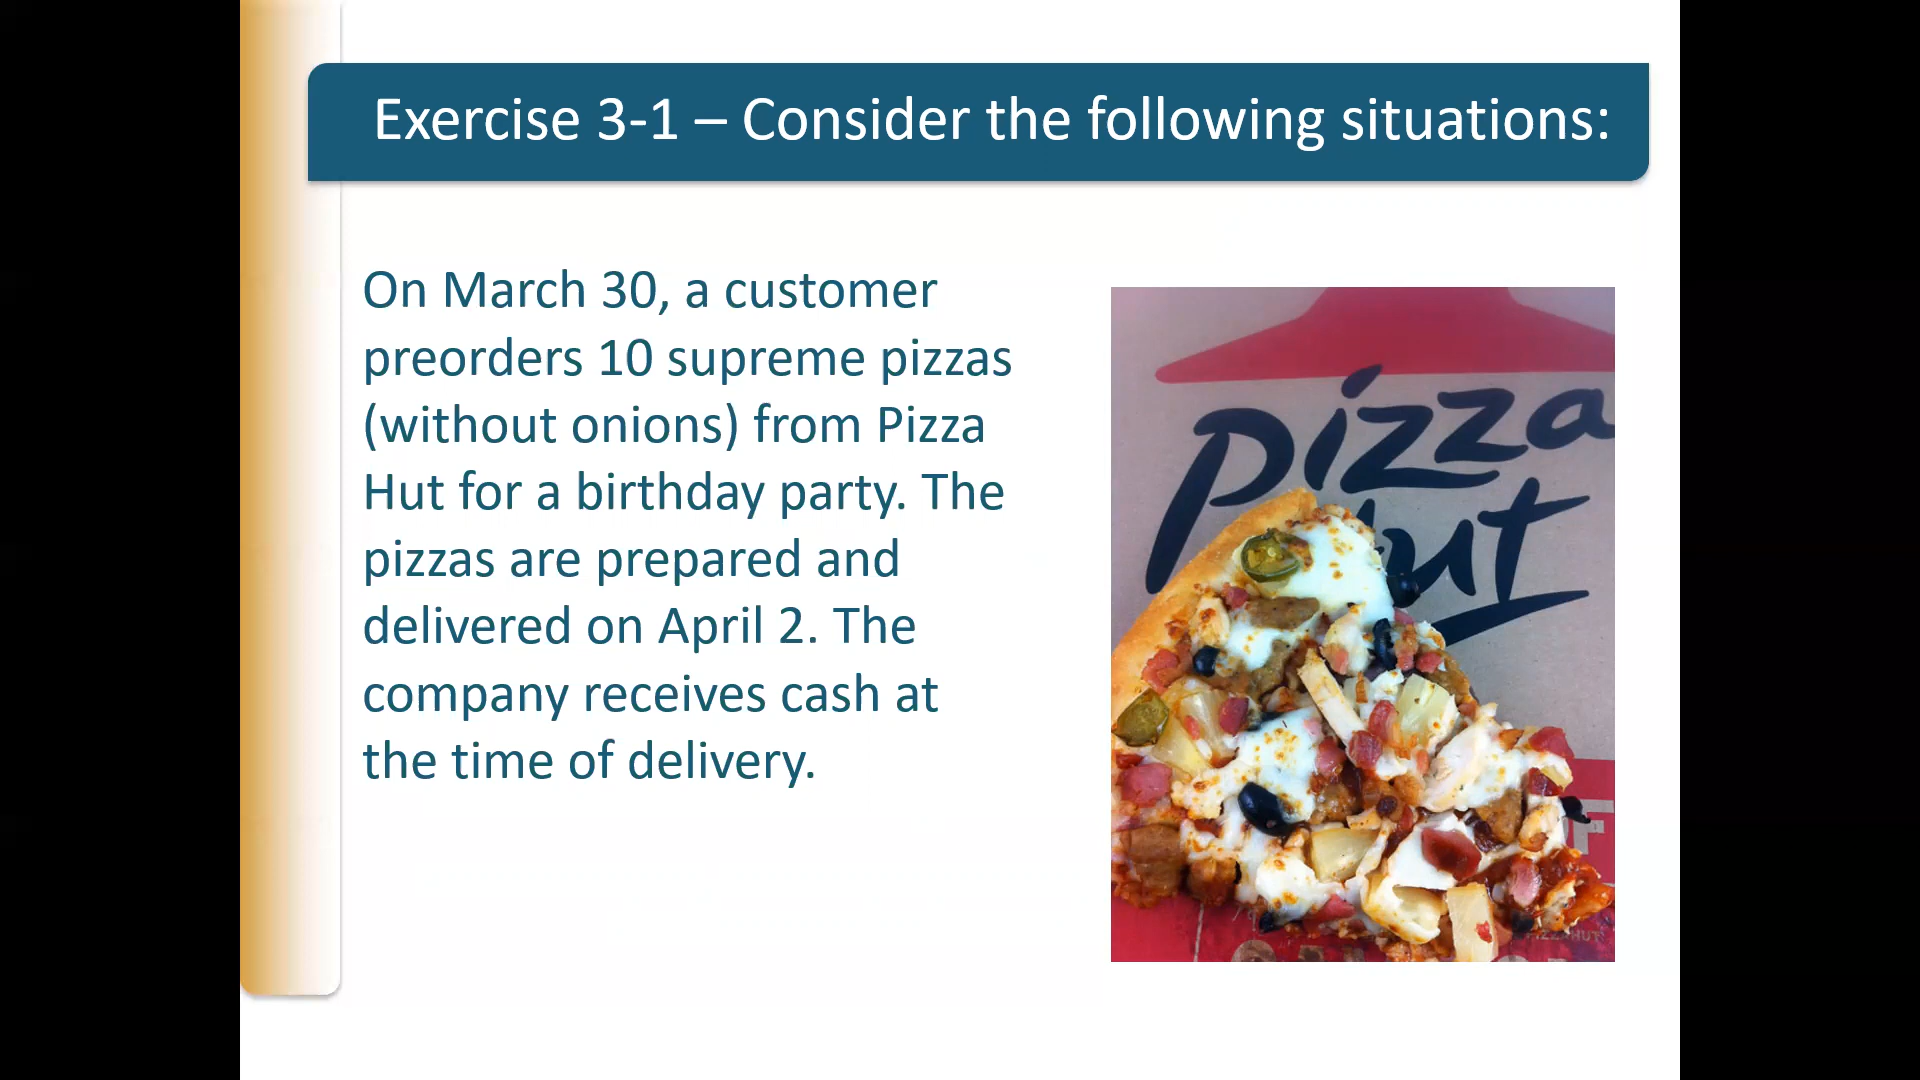 Exercise 3-1 – Consider the following situations:
On March 30, a customer
preorders 10 supreme pizzas
(without onions) from Pizza
Hut for a birthday party. The
pizzas are prepared and
delivered on April 2. The
company receives cash at
the time of delivery.
Pizza
Hut
PIZZA HUT